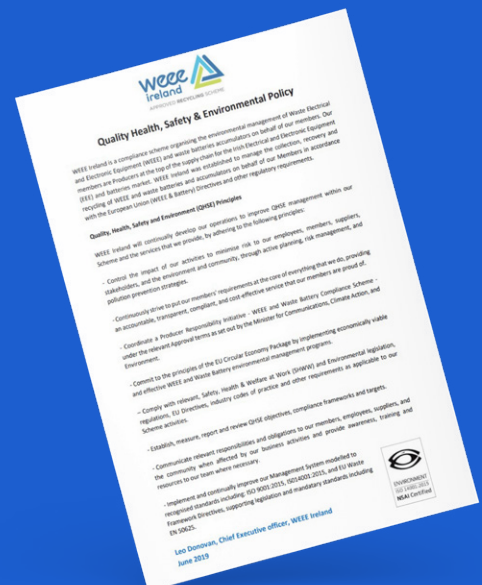 weee
ireland
APPROVED RECYCLING SCHEME
Quality Health, Safety & Environmental Policy
WEEE Ireland is a compliance scheme organising the environmental management of Waste Electrical
and Electronic Equipment (WEEE) and waste batteries accumulators on behalf of our members. Our
members are Producers at the top of the supply chain for the Irish Electrical and Electronic Equipment
(EEE) and batteries market. WEEE Ireland was established to manage the collection, recovery and
recycling of WEEE and waste batteries and accumulators on behalf of our Members in accordance
with the European Union (WEEE & Battery) Directives and other regulatory requirements.
Quality, Health, Safety and Environment (QHSE) Principles
WEEE Ireland will continually develop our operations to improve QHSE management within our
Scheme and the services that we provide, by adhering to the following principles:
- Control the impact of our activities to minimise risk to our employees, members, suppliers,
stakeholders, and the environment and community, through active planning, risk management, and
pollution prevention strategies.
- Continuously strive to put our members' requirements at the core of everything that we do, providing
an accountable, transparent, compliant, and cost effective service that our members are proud of.
- Coordinate a Producer Responsibility Initiative - WEEE and Waste Battery Compliance Scheme -
under the relevant Approval terms as set out by the Minister for Communications, Climate Action, and
Environment.
- Commit to the principles of the EU Circular Economy Package by implementing economically viable
and effective WEEE and Waste Battery environmental management programs.
- Comply with relevant, Safety, Health & Welfare at Work (SHWW) and Environmental legislation,
regulations, EU Directives, industry codes of practice and other requirements as applicable to our
Scheme activities.
- Establish, measure, report and review QHSE objectives, compliance frameworks and targets.
- Communicate relevant responsibilities and obligations to our members, employees, suppliers, and
the community when affected by our business activities and provide awareness, training and
resources to our team where necessary.
- Implement and continually improve our Management System modelled to
recognised standards including: ISO 9001:2015, ISO14001:2015, and EU Waste
Framework Directives, supporting legislation and mandatory standards including
EN 50625.
Leo Donovan, Chief Executive officer, WEEE Ireland
June 2019
ENVIRONMENT
ISO 14001:2015
NSAI Certified